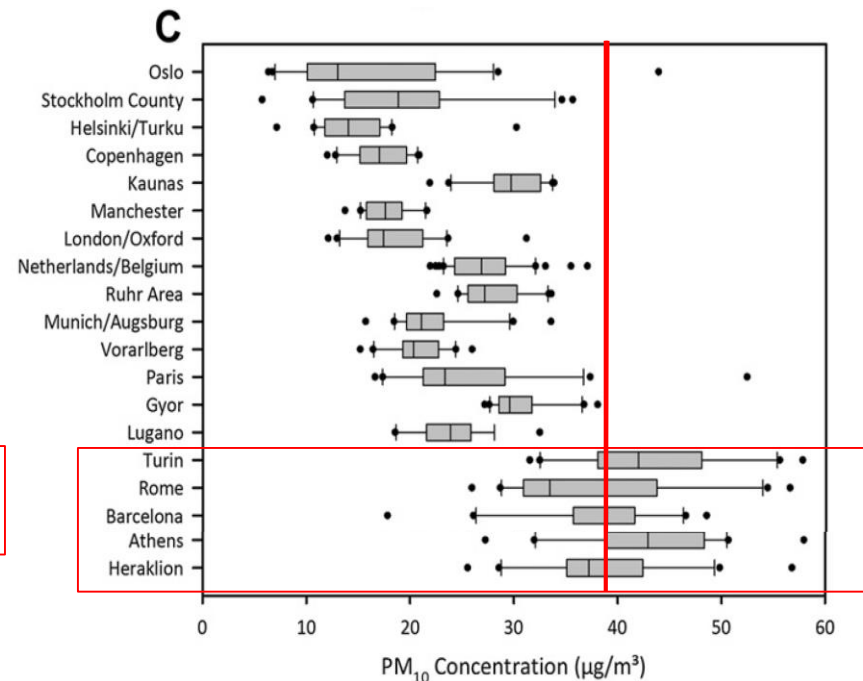 C
Oslo
Stockholm County
Helsinki/Turku
Copenhagen
Kaunas
Manchester
London/Oxford
Netherlands/Belgium
Ruhr Area
Munich/Augsburg
Vorarlberg
Paris
Gyor
Lugano
Turin
Rome
Barcelona
Athens
Heraklion
0 10 20 30 40 50 60
PM₁₀ Concentration (µg/m³)